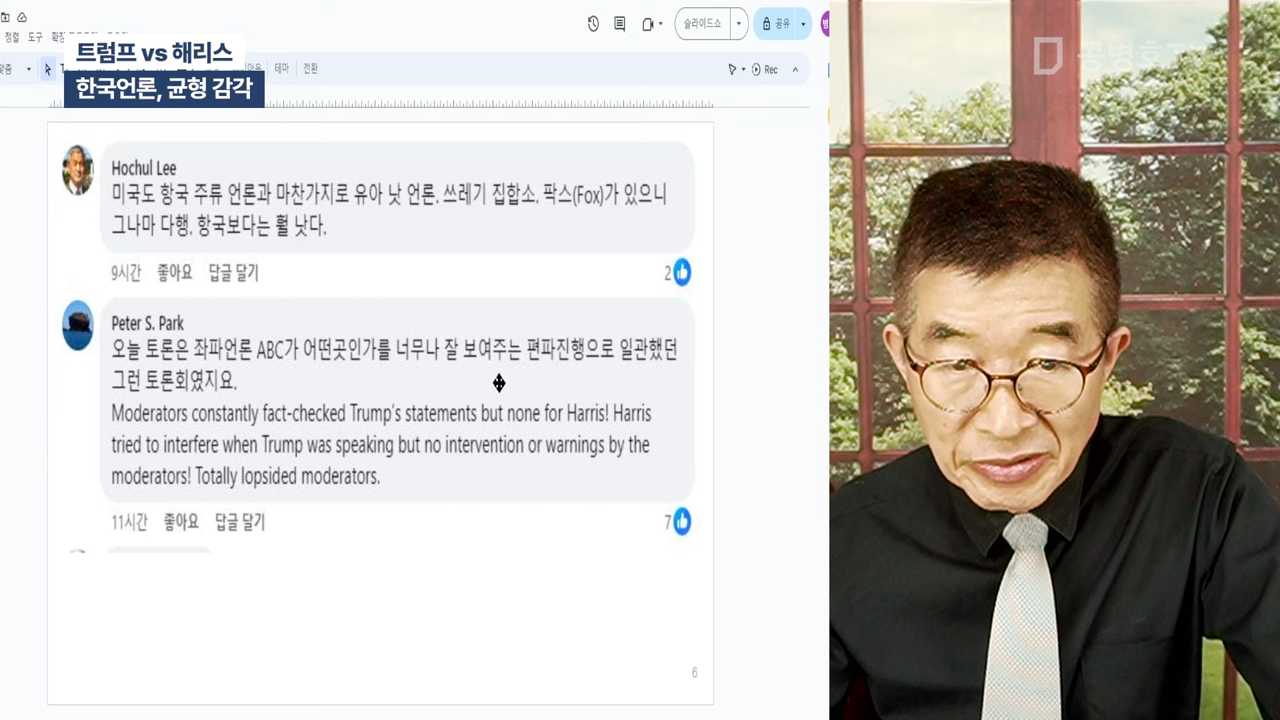 정렬 도구
슬라이드쇼
공유
트럼프 vs 해리스
한국언론, 균형 감각
테마 전환
Rec
Hochul Lee
미국도 항국 주류 언론과 마찬가지로 유아 낫 언론. 쓰레기 집합소. 팍스(Fox)가 있으니
그나마 다행. 항국보다는 훨 낫다.
9시간 좋아요 답글 달기
2
Peter S. Park
오늘 토론은 좌파언론 ABC가 어떤곳인가를 너무나 잘 보여주는 편파진행으로 일관했던
그런 토론회였지요.
Moderators constantly fact-checked Trump's statements but none for Harris! Harris
tried to interfere when Trump was speaking but no intervention or warnings by the
moderators! Totally lopsided moderators.
11시간 좋아요 답글 달기
7
6
공병호